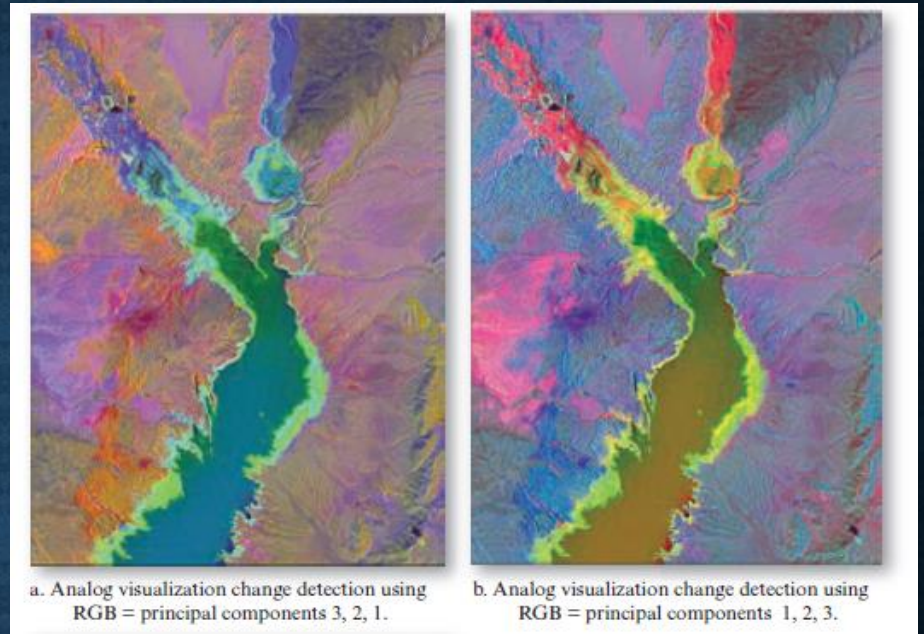 a. Analog visualization change detection using
RGB = principal components 3, 2, 1.
b. Analog visualization change detection using
RGB = principal components 1, 2, 3.